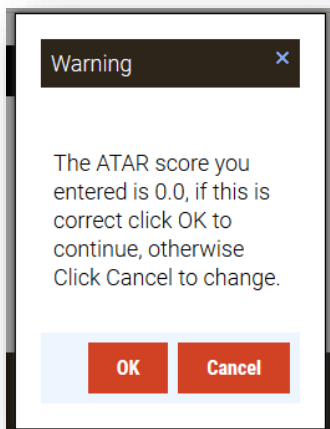 Warning
×
The ATAR score you
entered is 0.0, if this is
correct click OK to
continue, otherwise
Click Cancel to change.
OK Cancel